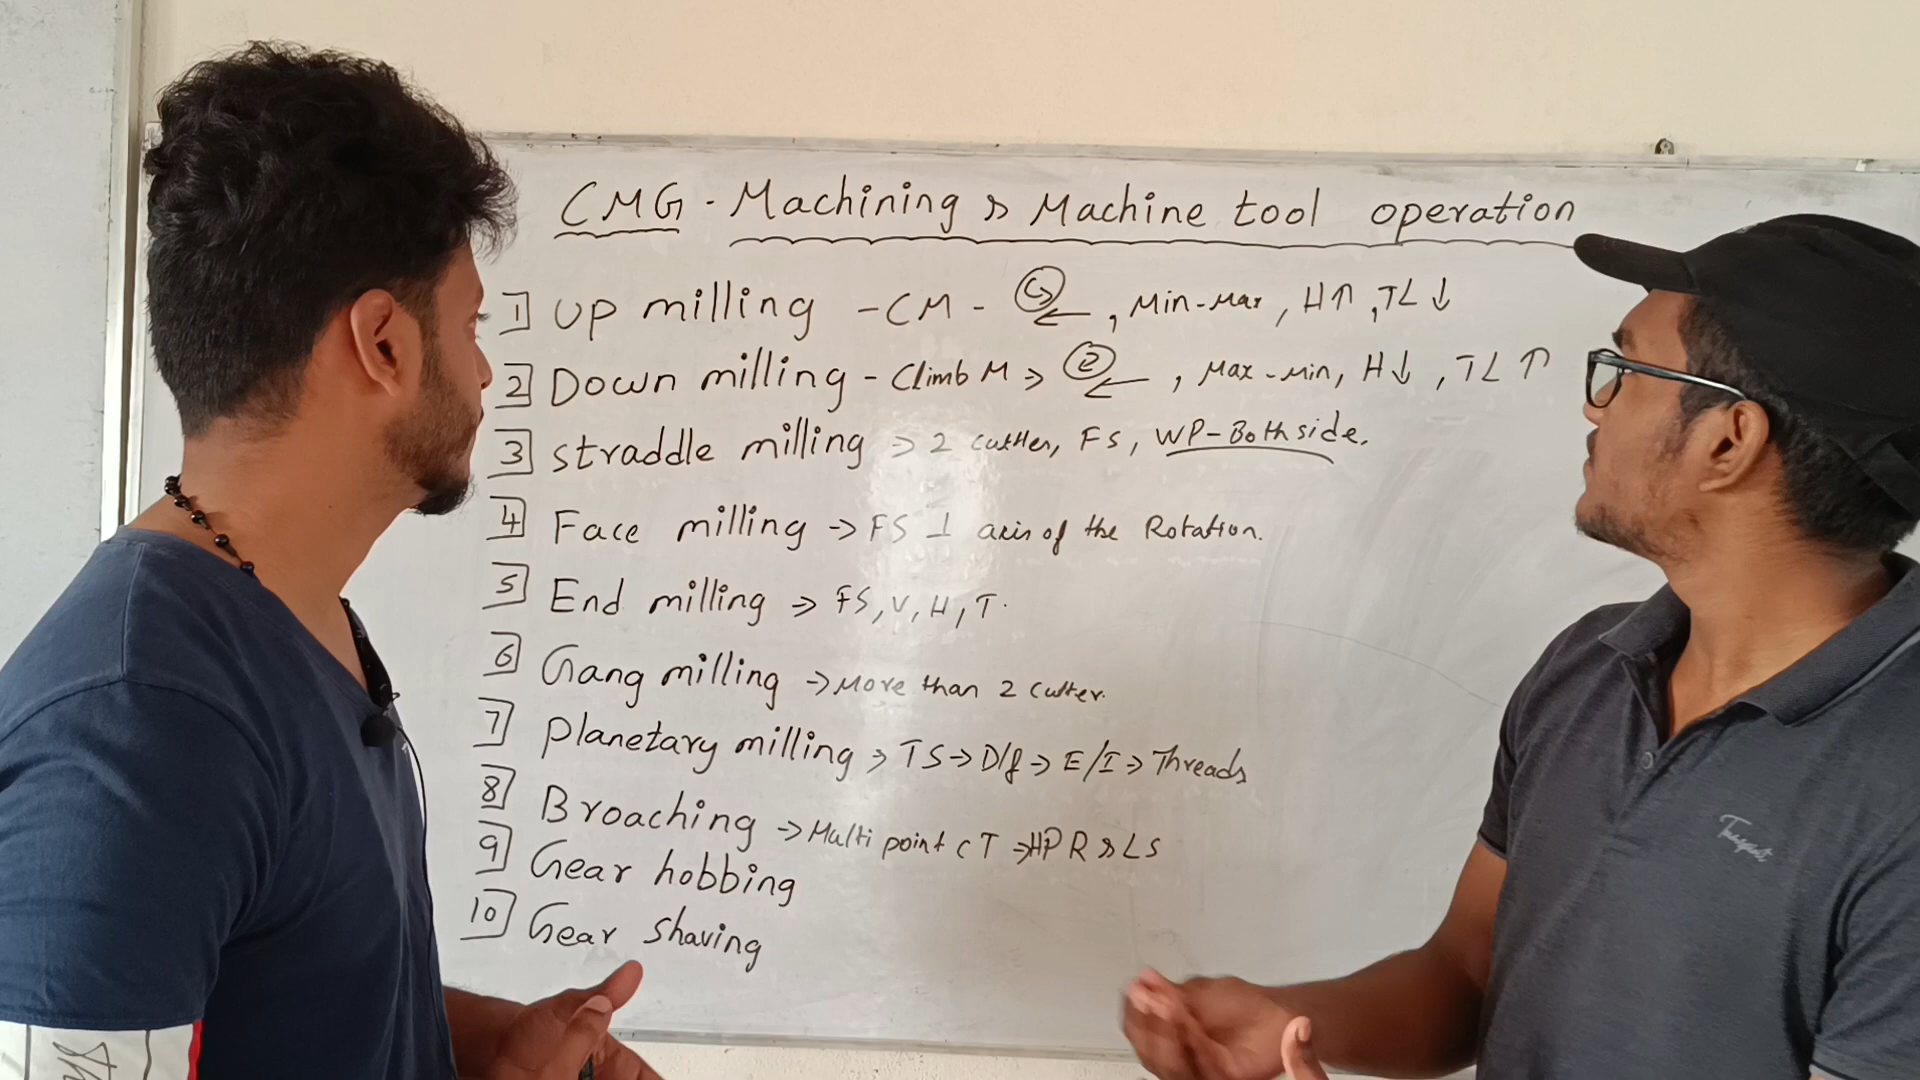 CMG - Machining & Machine tool operation
1 Up milling - CM - , Min-Max, H↑, TL↓
2 Down milling - Climb M → , Max-Min, H↓, TL↑
3 straddle milling → 2 cutter, FS, WP-Both side.
4 Face milling → FS ⊥ axis of the Rotation.
5 End milling → FS, V, H, T.
6 Gang milling → More than 2 cutter.
7 planetary milling → TS → D/f → E/I → Threads
8 Broaching → Multi point CT → HP R & LS
9 Gear hobbing
10 Gear shaving